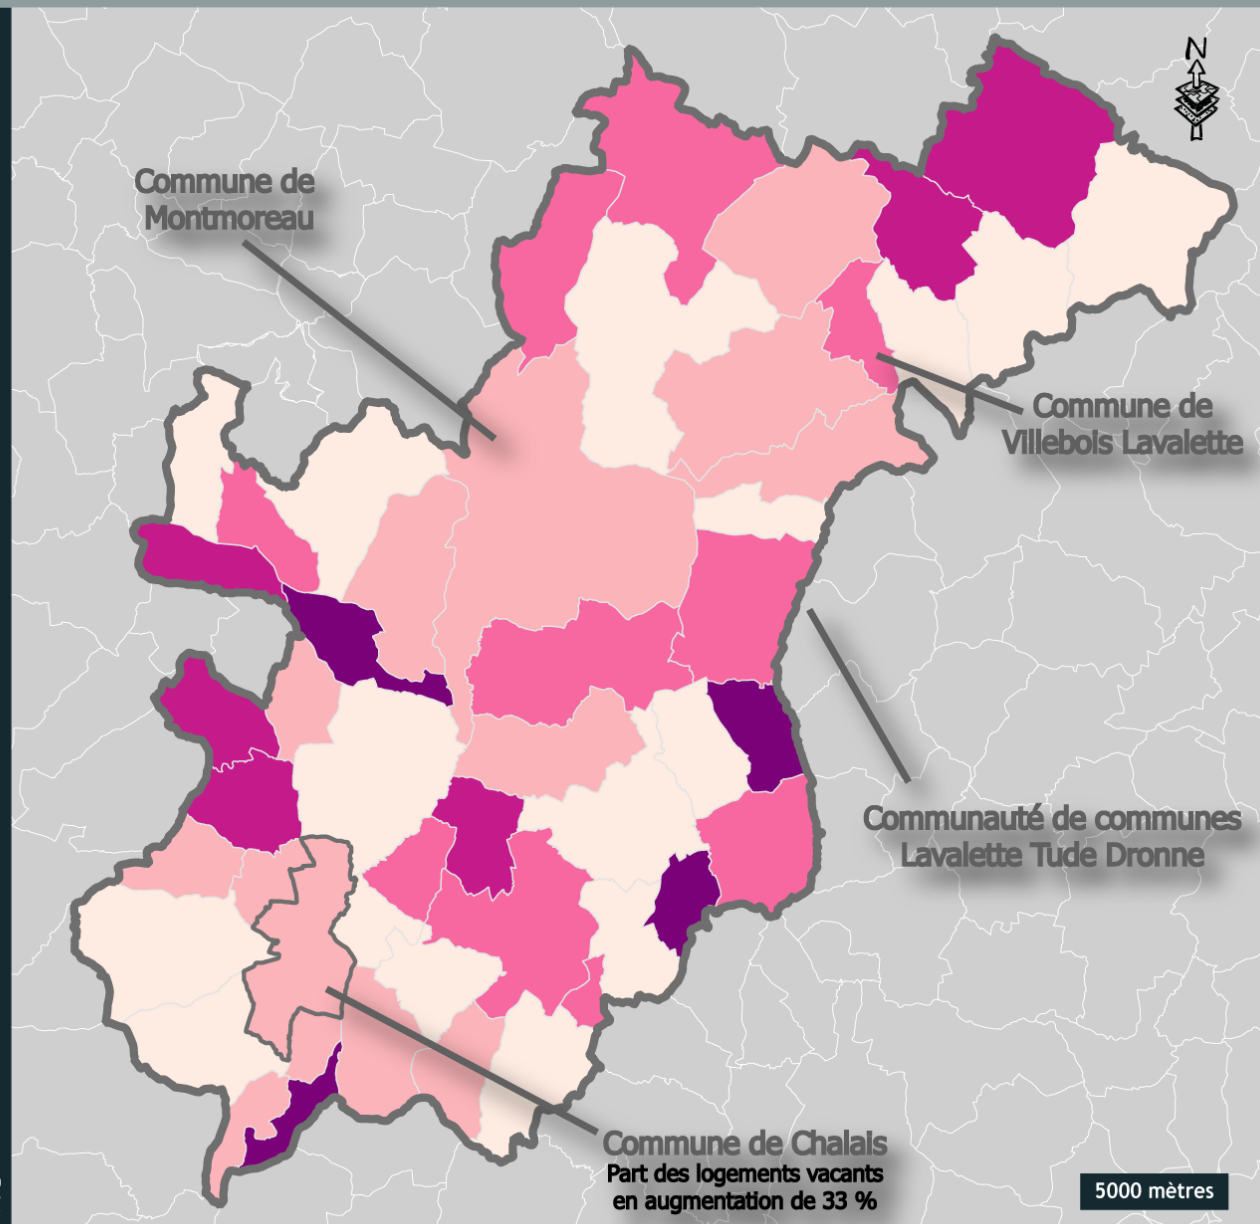 N
Commune de
Montmoreau
Commune de
Villebois Lavalette
Communauté de communes
Lavalette Tude Dronne
Commune de Chalais
Part des logements vacants
en augmentation de 33 %
5000 mètres